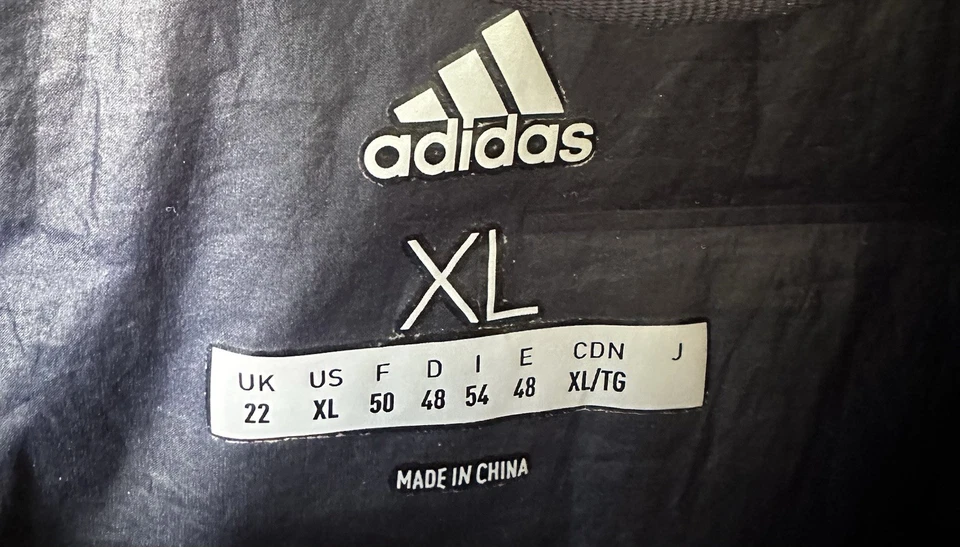 adidas
XL
UK US F D I E CDN J
22 XL 50 48 54 48 XL/TG
MADE IN CHINA